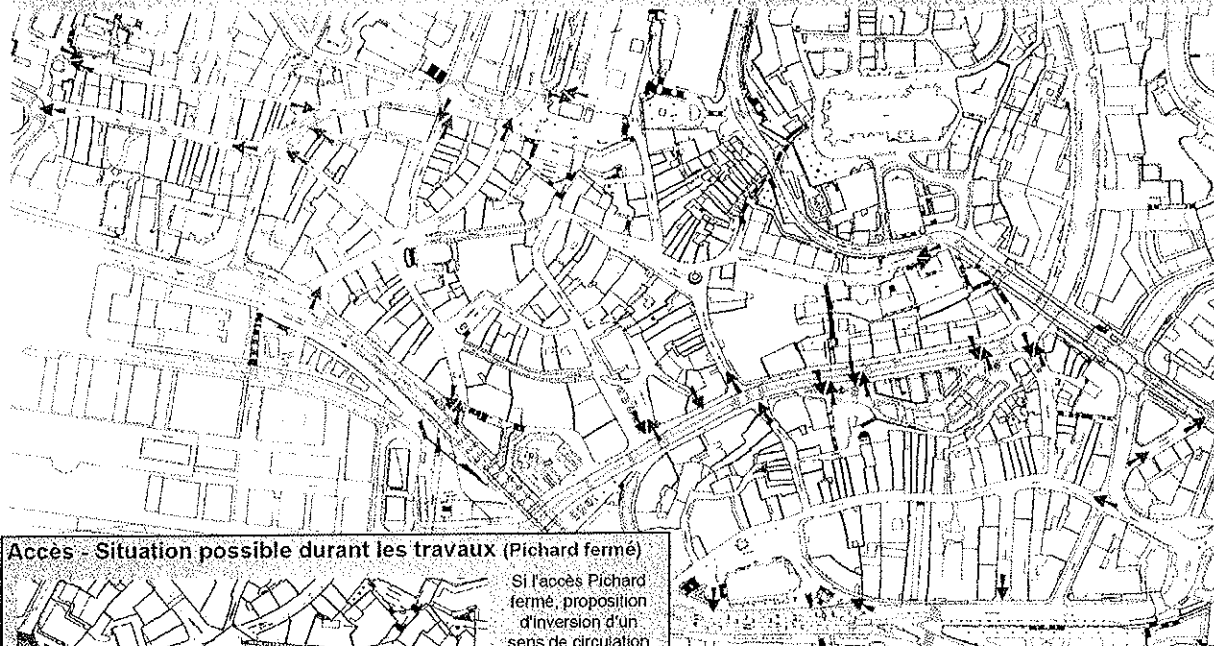 Accès - Situation possible durant les travaux (Pichard fermé)
Si l'accès Pichard
fermé, proposition
d'inversion d'un
sens de circulation